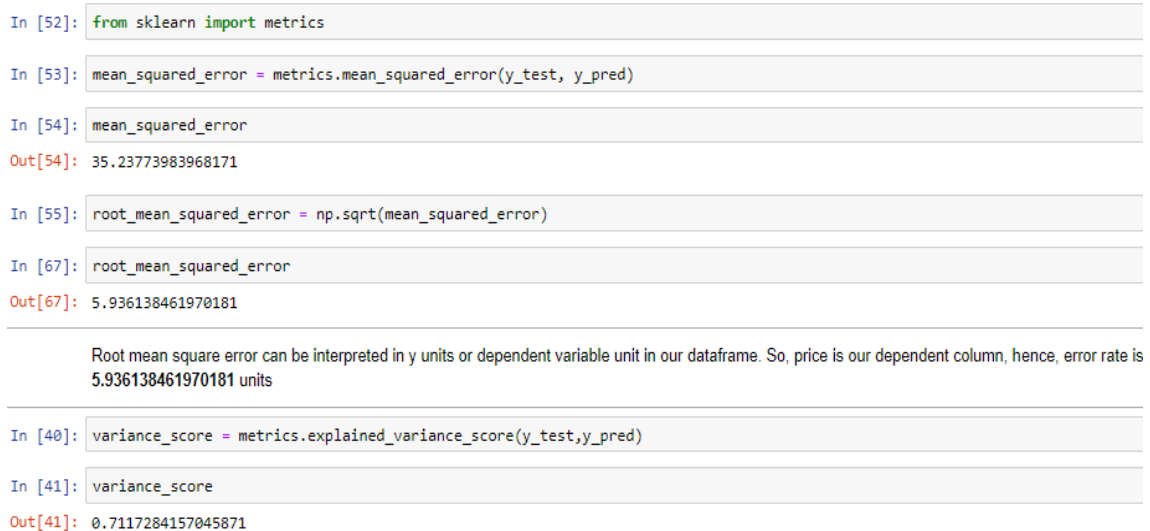 In [52]: from sklearn import metrics
In [53]: mean_squared_error = metrics.mean_squared_error(y_test, y_pred)
In [54]: mean_squared_error
Out[54]: 35.23773983968171
In [55]: root_mean_squared_error = np.sqrt(mean_squared_error)
In [67]: root_mean_squared_error
Out[67]: 5.936138461970181
Root mean square error can be interpreted in y units or dependent variable unit in our dataframe. So, price is our dependent column, hence, error rate is
5.936138461970181 units
In [40]: variance_score = metrics.explained_variance_score(y_test,y_pred)
In [41]: variance_score
Out[41]: 0.7117284157045871